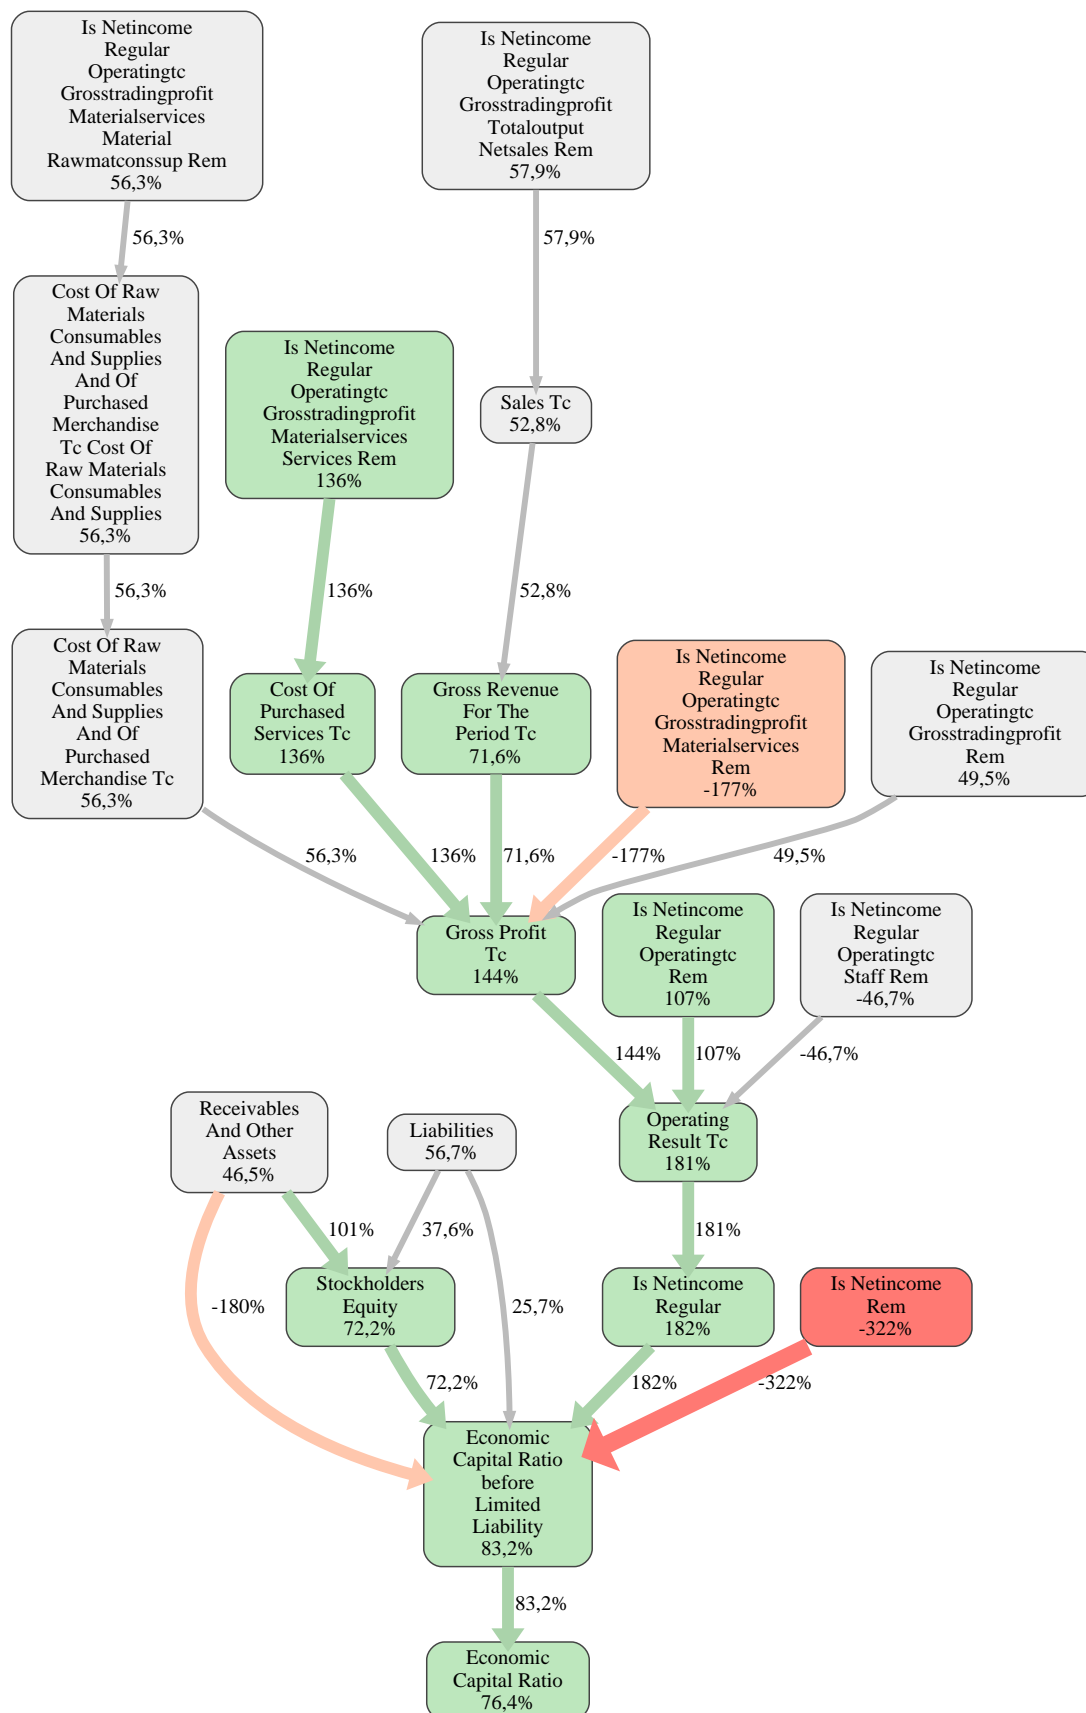 Is Netincome
Regular
Operatingtc
Grosstradingprofit
Materialservices
Material
Rawmatconssup Rem
56,3%
Is Netincome
Regular
Operatingtc
Grosstradingprofit
Totaloutput
Netsales Rem
57,9%
56,3%
57,9%
Cost Of Raw
Materials
Consumables
And Supplies
And Of
Purchased
Merchandise
Tc Cost Of
Raw Materials
Consumables
And Supplies
56,3%
Is Netincome
Regular
Operatingtc
Grosstradingprofit
Materialservices
Services Rem
136%
Sales Tc
52,8%
56,3%
136%
52,8%
Cost Of Raw
Materials
Consumables
And Supplies
And Of
Purchased
Merchandise Tc
56,3%
Cost Of
Purchased
Services Tc
136%
Gross Revenue
For The
Period Tc
71,6%
Is Netincome
Regular
Operatingtc
Grosstradingprofit
Materialservices
Rem
-177%
Is Netincome
Regular
Operatingtc
Grosstradingprofit
Rem
49,5%
56,3%
136%
71,6%
-177%
49,5%
Gross Profit
Tc
144%
Is Netincome
Regular
Operatingtc
Rem
107%
Is Netincome
Regular
Operatingtc
Staff Rem
-46,7%
144%
107%
-46,7%
Receivables
And Other
Assets
46,5%
Liabilities
56,7%
Operating
Result Tc
181%
101%
37,6%
181%
Stockholders
Equity
72,2%
Is Netincome
Regular
182%
Is Netincome
Rem
-322%
-180%
25,7%
72,2%
182%
-322%
Economic
Capital Ratio
before
Limited
Liability
83,2%
83,2%
Economic
Capital Ratio
76,4%